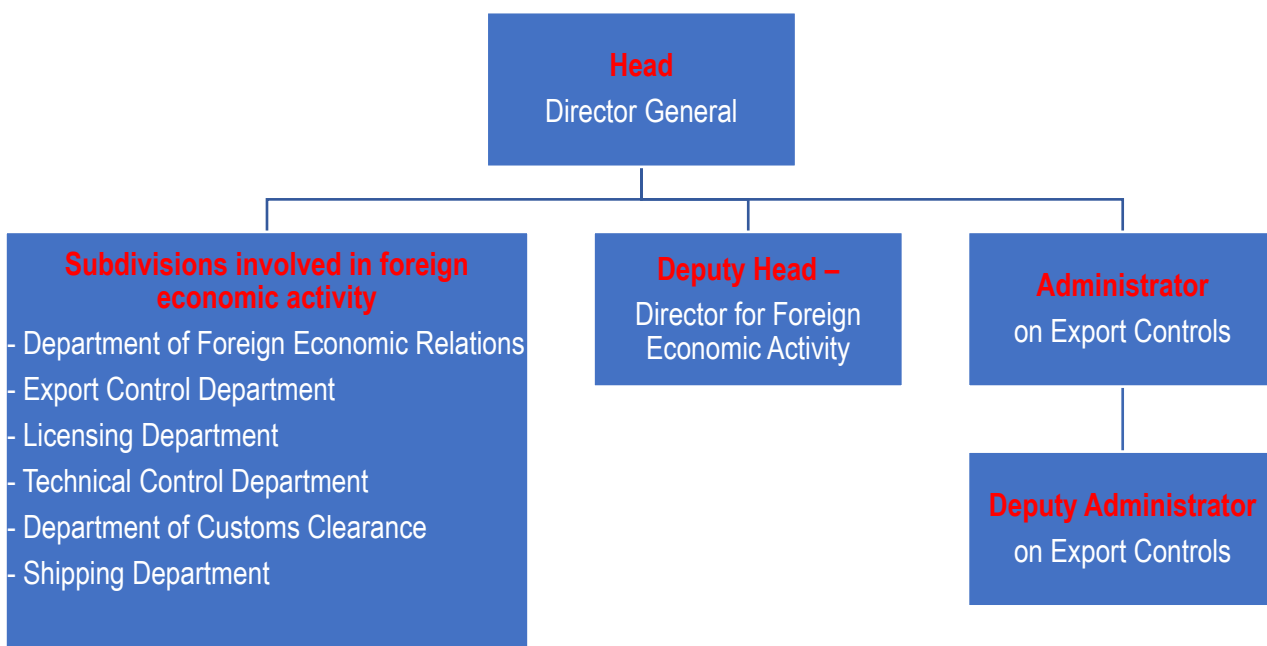 Head
Director General
Subdivisions involved in foreign
economic activity
- Department of Foreign Economic Relations
- Export Control Department
- Licensing Department
- Technical Control Department
- Department of Customs Clearance
- Shipping Department
Deputy Head –
Director for Foreign
Economic Activity
Administrator
on Export Controls
Deputy Administrator
on Export Controls